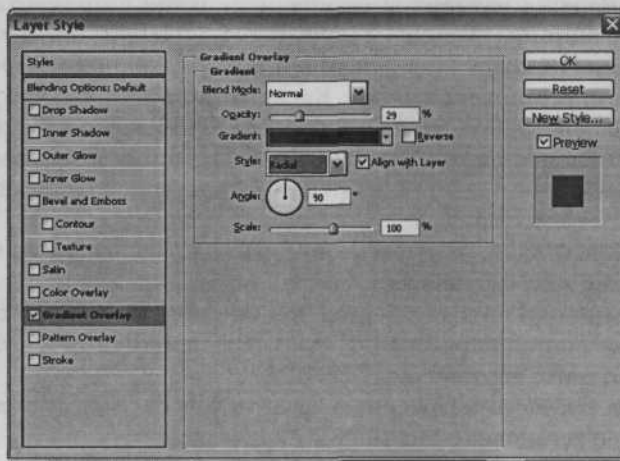 Layer Style
Styles
Blending Options: Default
Drop Shadow
Inner Shadow
Outer Glow
Inner Glow
Bevel and Emboss
Contour
Texture
Satin
Color Overlay
Gradient Overlay
Pattern Overlay
Stroke
Gradient Overlay
Gradient
Blend Mode: Normal
Opacity: 29 %
Gradient: Reverse
Style: Radial Align with Layer
Angle: 90 °
Scale: 100 %
OK
Reset
New Style...
Preview